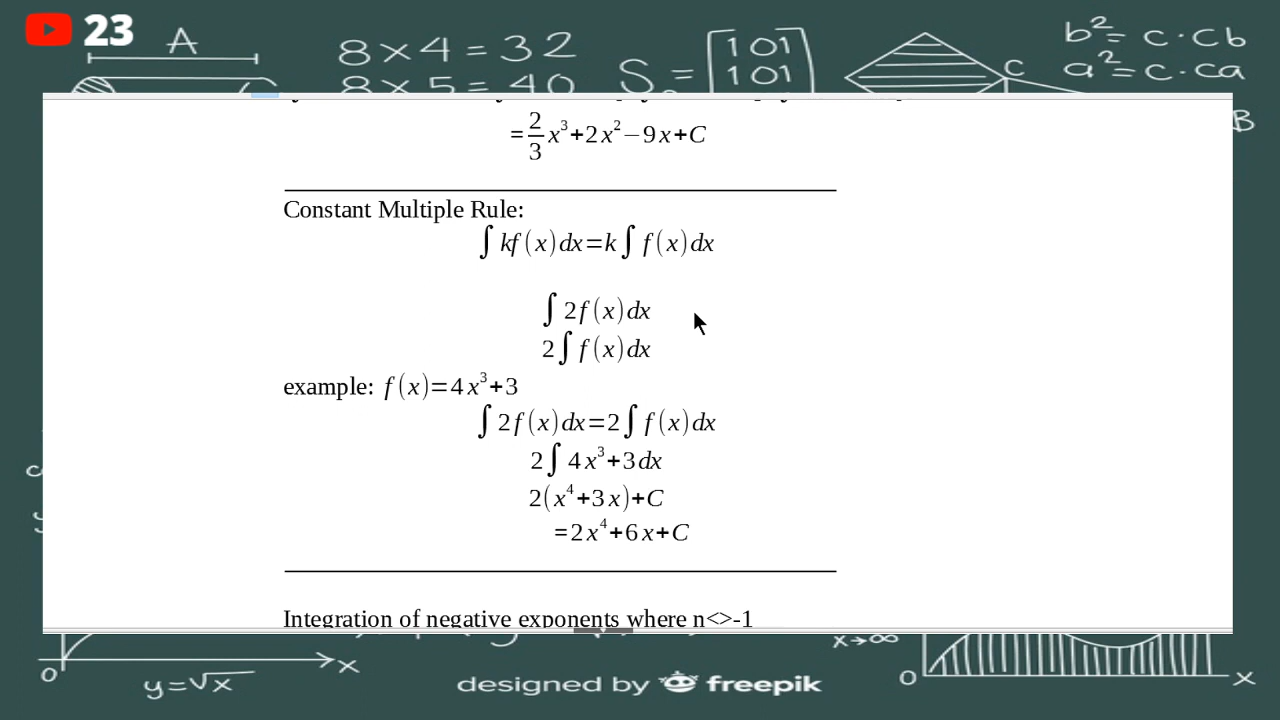 23
A
8 x 4 = 32
8 x 5 = 40
S = [101
101]
C
b² = c · cb
a² = c · ca
B
= 2/3 x³ + 2x² − 9x + C
Constant Multiple Rule:
∫ kf(x)dx = k∫ f(x)dx
∫ 2f(x)dx
2∫ f(x)dx
example: f(x) = 4x³ + 3
∫ 2f(x)dx = 2∫ f(x)dx
2∫ 4x³ + 3dx
2(x⁴ + 3x) + C
= 2x⁴ + 6x + C
Integration of negative exponents where n<>-1
x→∞
0
x
y=√x
designed by freepik
0
x